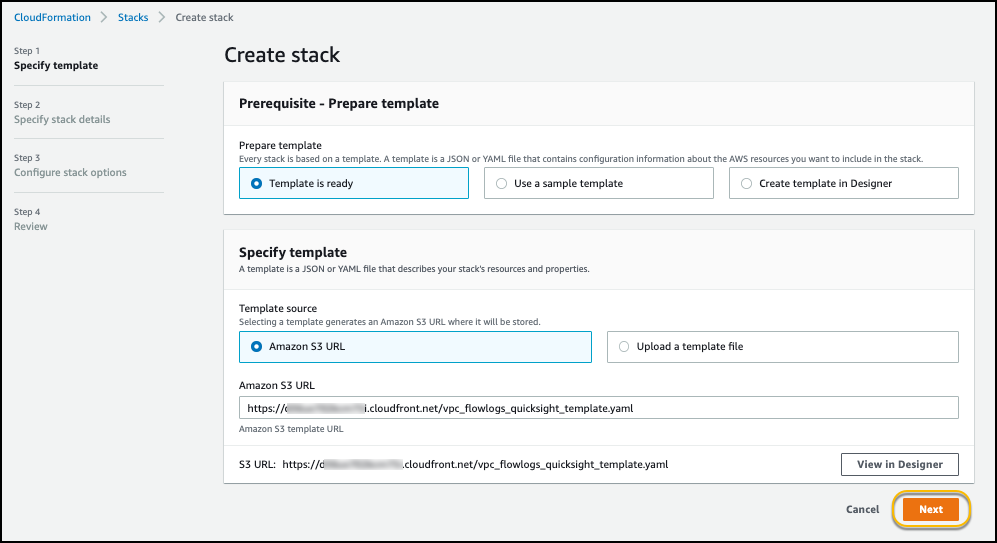 CloudFormation > Stacks > Create stack
Step 1
Specify template
Step 2
Specify stack details
Step 3
Configure stack options
Step 4
Review
Create stack
Prerequisite - Prepare template
Prepare template
Every stack is based on a template. A template is a JSON or YAML file that contains configuration information about the AWS resources you want to include in the stack.
Template is ready
Use a sample template
Create template in Designer
Specify template
A template is a JSON or YAML file that describes your stack's resources and properties.
Template source
Selecting a template generates an Amazon S3 URL where it will be stored.
Amazon S3 URL
Upload a template file
Amazon S3 URL
https://d i.cloudfront.net/vpc_flowlogs_quicksight_template.yaml
Amazon S3 template URL
S3 URL: https://d .cloudfront.net/vpc_flowlogs_quicksight_template.yaml
View in Designer
Cancel
Next